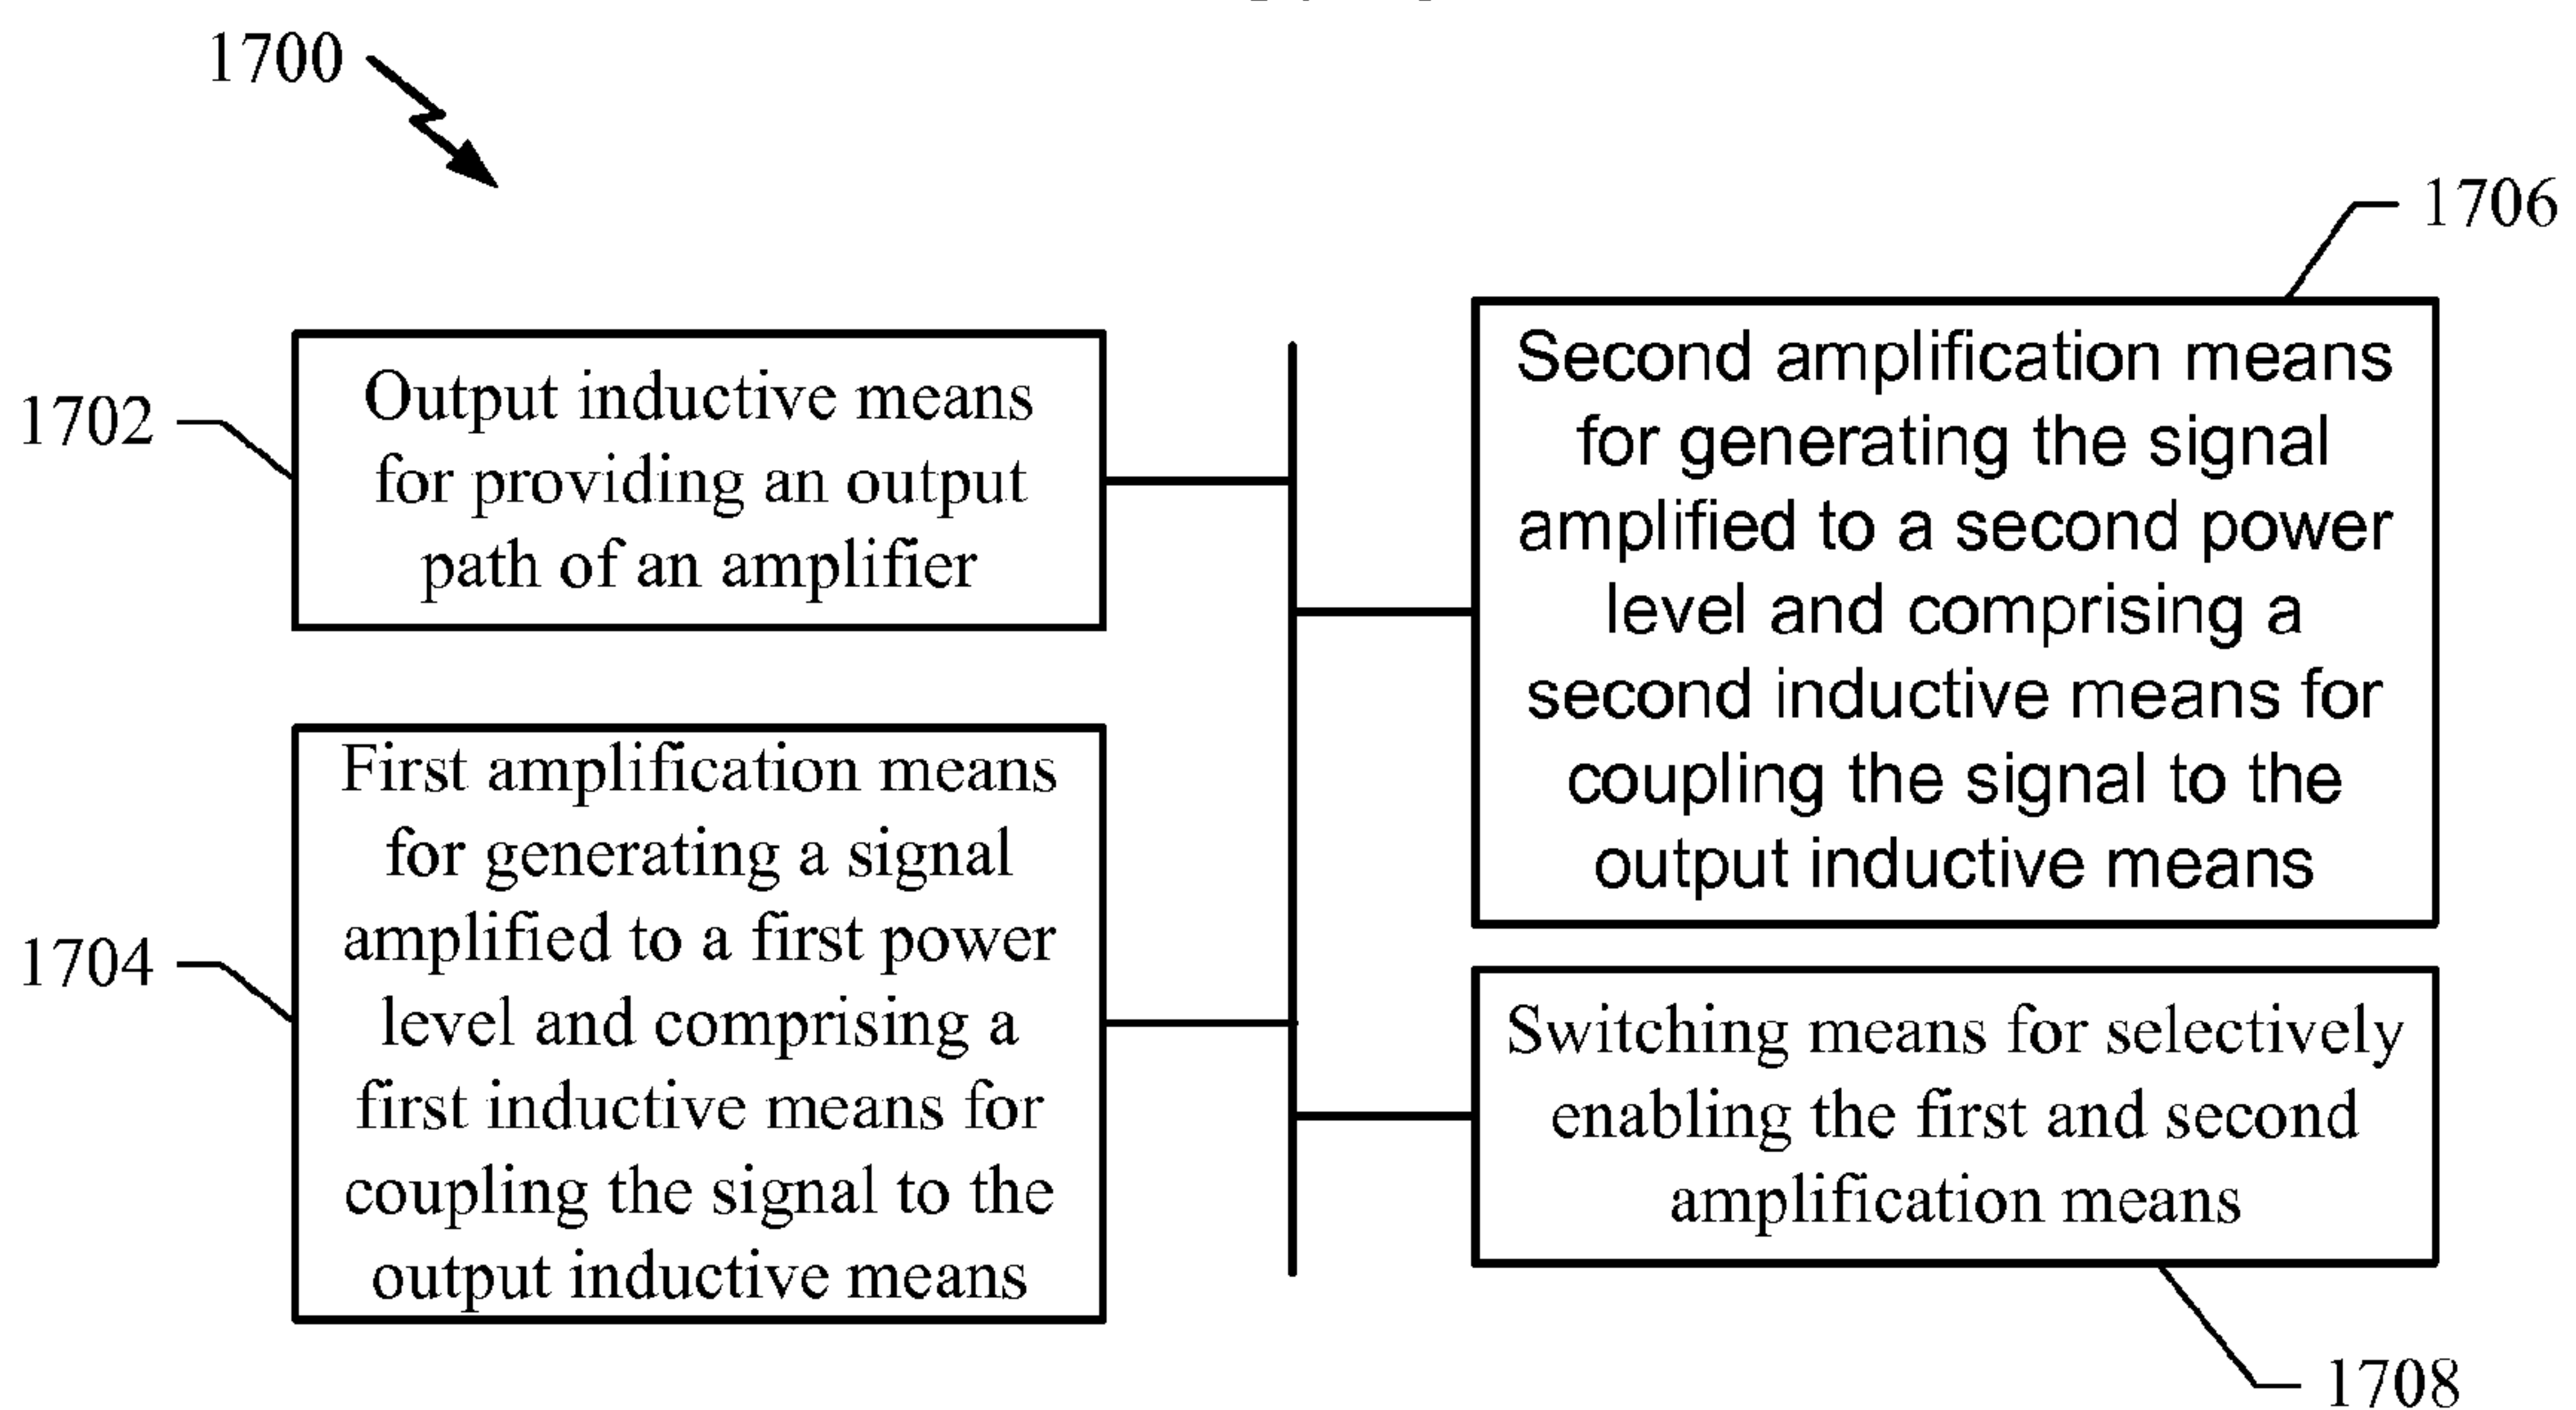 1700
1702
Output inductive means
for providing an output
path of an amplifier
1704
First amplification means
for generating a signal
amplified to a first power
level and comprising a
first inductive means for
coupling the signal to the
output inductive means
1706
Second amplification means
for generating the signal
amplified to a second power
level and comprising a
second inductive means for
coupling the signal to the
output inductive means
Switching means for selectively
enabling the first and second
amplification means
1708